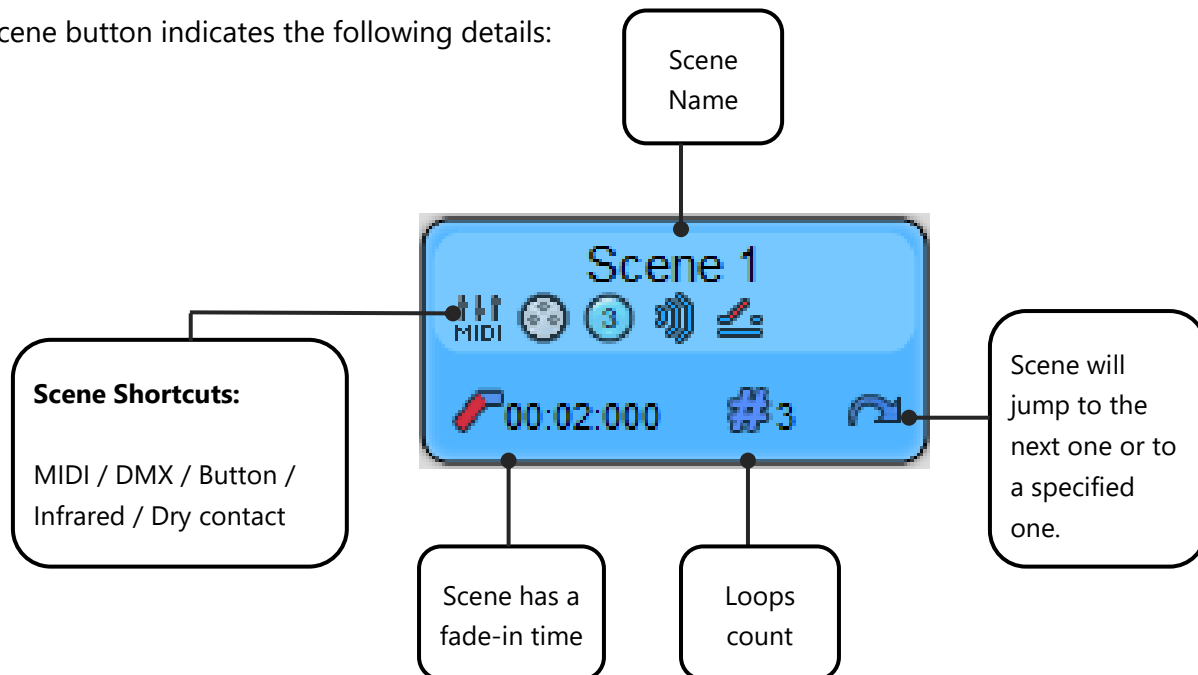 cene button indicates the following details:
Scene
Name
Scene 1
MIDI
3
00:02:000
#3
Scene Shortcuts:
MIDI / DMX / Button /
Infrared / Dry contact
Scene will
jump to the
next one or to
a specified
one.
Scene has a
fade-in time
Loops
count